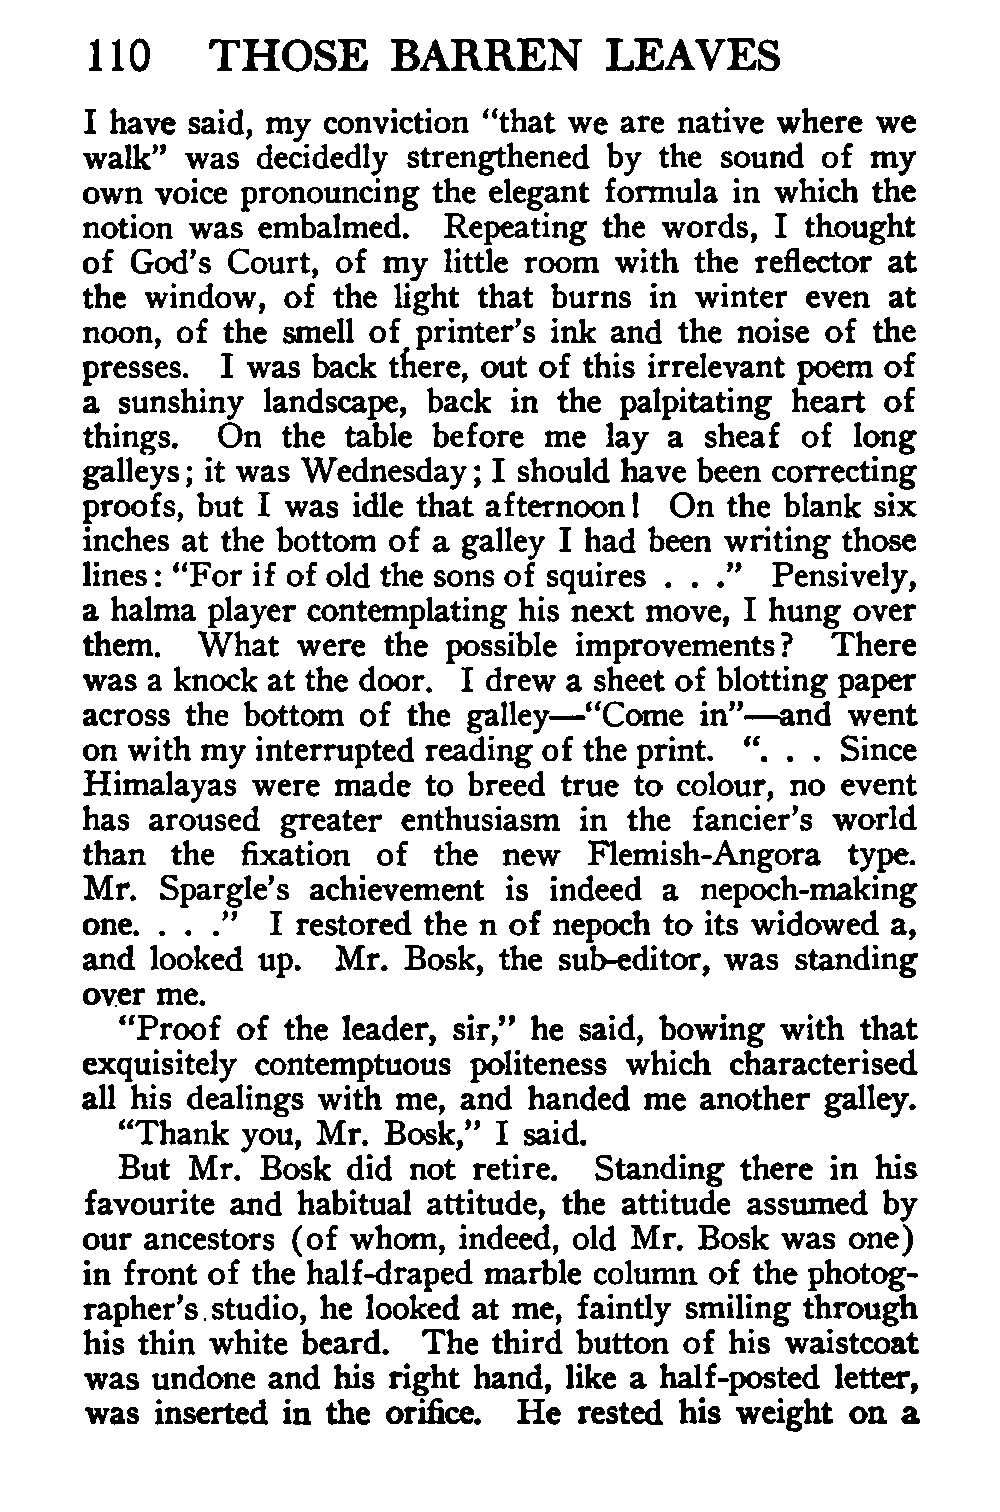 110 THOSE BARREN LEAVES
I have said, my conviction “that we are native where we
walk” was decidedly strengthened by the sound of my
own voice pronouncing the elegant formula in which the
notion was embalmed. Repeating the words, I thought
of God's Court, of my little room with the reflector at
the window, of the light that burns in winter even at
noon, of the smell of printer's ink and the noise of the
presses. I was back there, out of this irrelevant poem of
a sunshiny landscape, back in the palpitating heart of
things. On the table before me lay a sheaf of long
galleys; it was Wednesday; I should have been correcting
proofs, but I was idle that afternoon! On the blank six
inches at the bottom of a galley I had been writing those
lines: “For if of old the sons of squires . . .” Pensively,
a halma player contemplating his next move, I hung over
them. What were the possible improvements? There
was a knock at the door. I drew a sheet of blotting paper
across the bottom of the galley—“Come in”—and went
on with my interrupted reading of the print. “. . . Since
Himalayas were made to breed true to colour, no event
has aroused greater enthusiasm in the fancier's world
than the fixation of the new Flemish-Angora type.
Mr. Spargle's achievement is indeed a nepoch-making
one. . . .” I restored the n of nepoch to its widowed a,
and looked up. Mr. Bosk, the sub-editor, was standing
over me.
“Proof of the leader, sir,” he said, bowing with that
exquisitely contemptuous politeness which characterised
all his dealings with me, and handed me another galley.
“Thank you, Mr. Bosk,” I said.
But Mr. Bosk did not retire. Standing there in his
favourite and habitual attitude, the attitude assumed by
our ancestors (of whom, indeed, old Mr. Bosk was one)
in front of the half-draped marble column of the photog-
rapher's studio, he looked at me, faintly smiling through
his thin white beard. The third button of his waistcoat
was undone and his right hand, like a half-posted letter,
was inserted in the orifice. He rested his weight on a